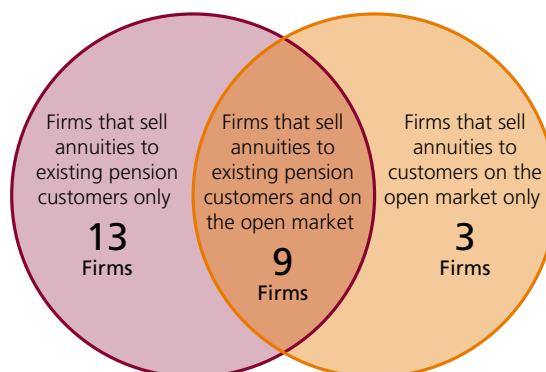 Firms that sell
annuities to
existing pension
customers only
13
Firms
Firms that sell
annuities to
existing pension
customers and on
the open market
9
Firms
Firms that sell
annuities to
customers on the
open market only
3
Firms